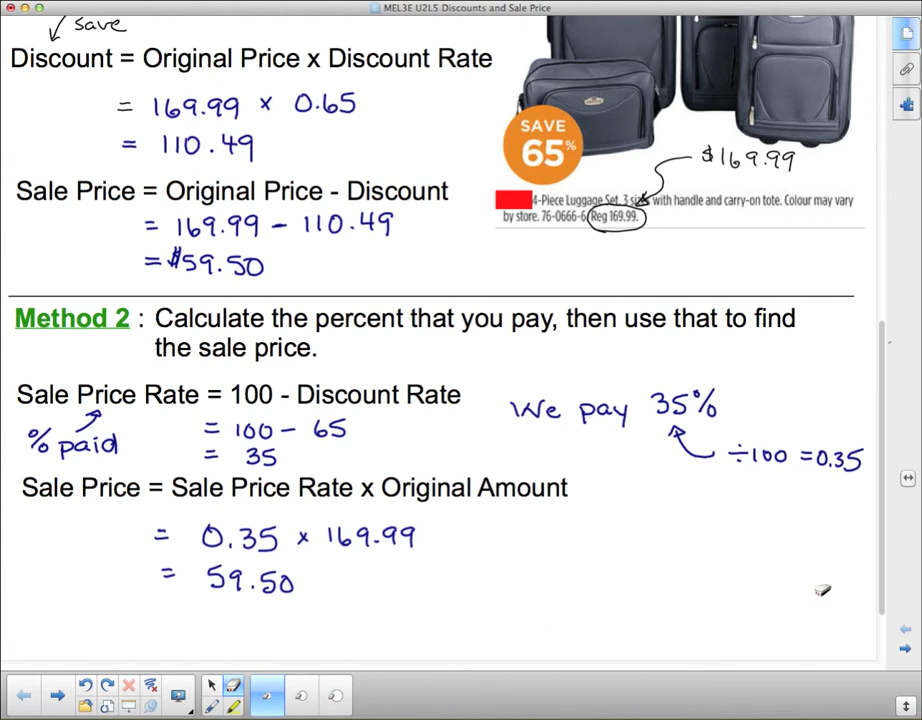 MEL3E U2L5 Discounts and Sale Price
save
Discount = Original Price x Discount Rate
= 169.99 x 0.65
= 110.49
SAVE
65%
$169.99
Sale Price = Original Price - Discount
4-Piece Luggage Set. 3 sizes with handle and carry-on tote. Colour may vary
by store. 76-0666-6. Reg 169.99.
= 169.99 - 110.49
= $59.50
Method 2 : Calculate the percent that you pay, then use that to find
the sale price.
Sale Price Rate = 100 - Discount Rate
We pay 35%
% paid
= 100 - 65
= 35
÷100 = 0.35
Sale Price = Sale Price Rate x Original Amount
= 0.35 x 169.99
= 59.50